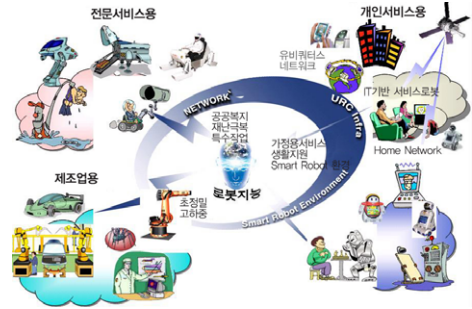 전문서비스용
개인서비스용
유비쿼터스
네트워크
IT기반 서비스로봇
Home Network
NETWORK
URC Infra
공공복지
재난극복
특수작업
가정용서비스
생활지원
Smart Robot 환경
로봇지능
Smart Robot Environment
제조업용
초정밀
고하중